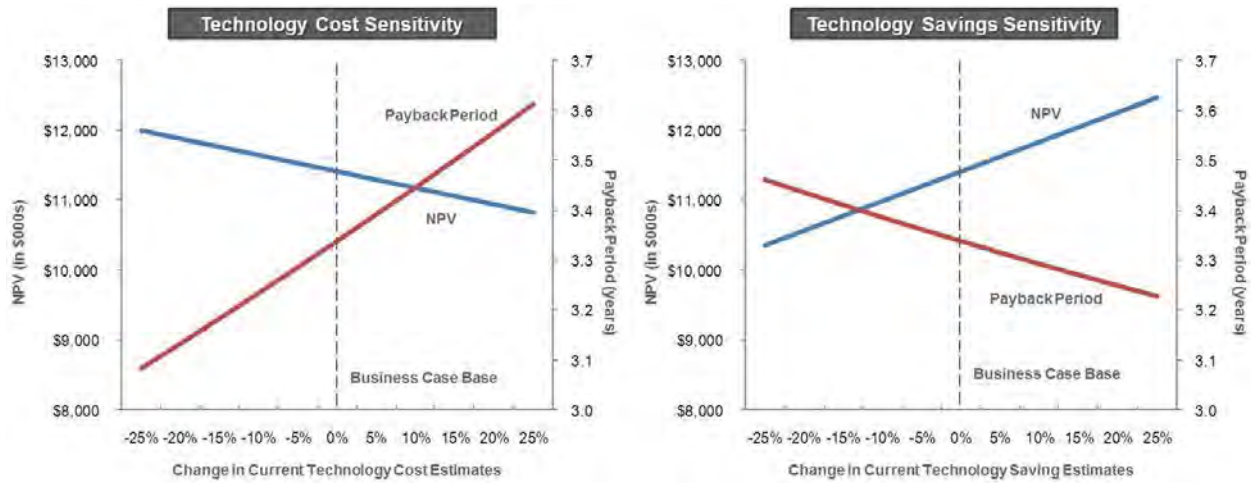 Technology Cost Sensitivity
$13,000
$12,000
$11,000
$10,000
$9,000
$8,000
NPV (in $000s)
3.7
3.6
3.5
3.4
3.3
3.2
3.1
3.0
Payback Period (years)
Payback Period
NPV
Business Case Base
-25% -20% -15% -10% -5% 0% 5% 10% 15% 20% 25%
Change in Current Technology Cost Estimates
Technology Savings Sensitivity
$13,000
$12,000
$11,000
$10,000
$9,000
$8,000
NPV (in $000s)
3.7
3.6
3.5
3.4
3.3
3.2
3.1
3.0
Payback Period (years)
NPV
Payback Period
Business Case Base
-25% -20% -15% -10% -5% 0% 5% 10% 15% 20% 25%
Change in Current Technology Saving Estimates